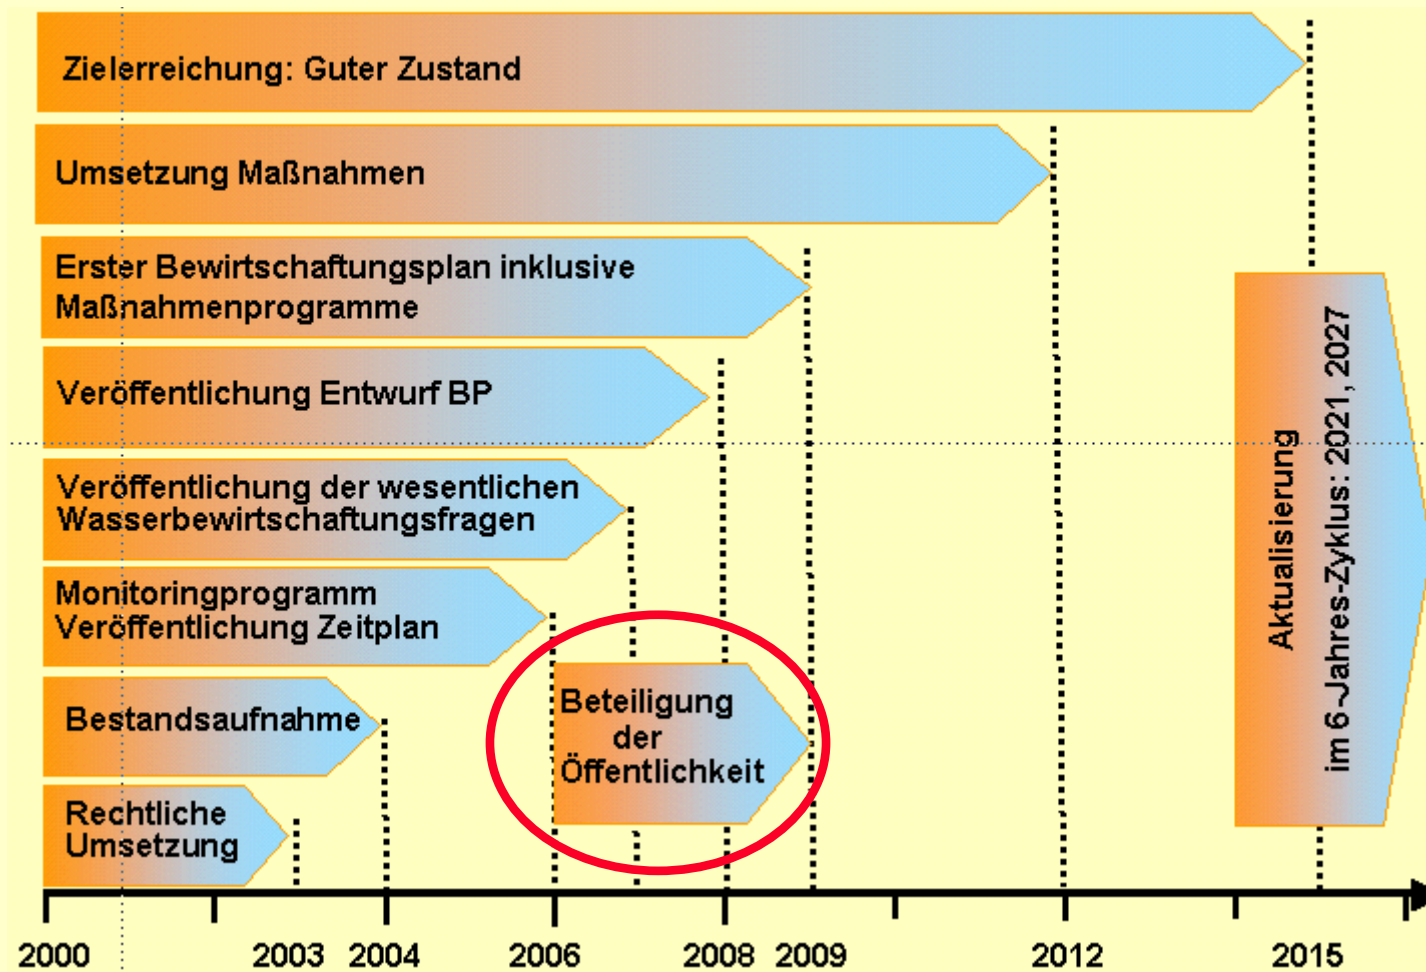 Zielerreichung: Guter Zustand
Umsetzung Maßnahmen
Erster Bewirtschaftungsplan inklusive
Maßnahmenprogramme
Veröffentlichung Entwurf BP
Veröffentlichung der wesentlichen
Wasserbewirtschaftungsfragen
Monitoringprogramm
Veröffentlichung Zeitplan
Bestandsaufnahme
Rechtliche
Umsetzung
Beteiligung
der
Öffentlichkeit
Aktualisierung
im 6-Jahres-Zyklus: 2021, 2027
2000 2003 2004 2006 2008 2009 2012 2015